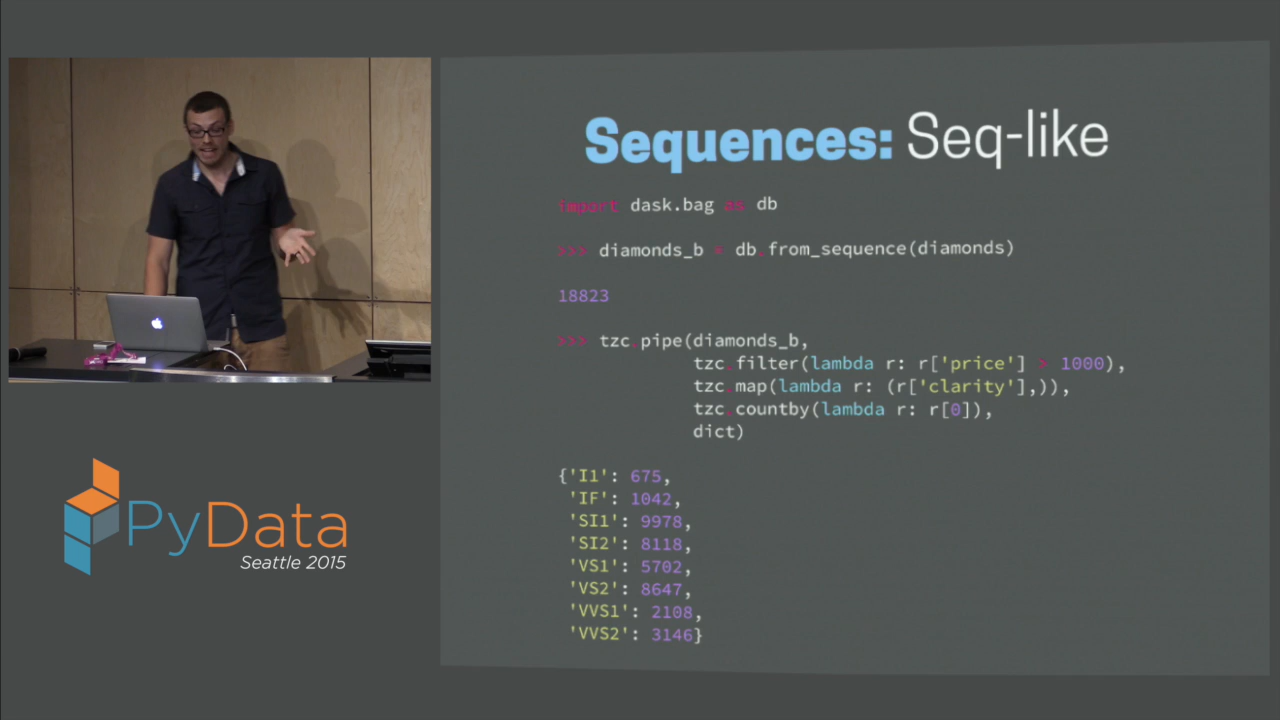 Sequences: Seq-like
import dask.bag as db
>>> diamonds_b = db.from_sequence(diamonds)
18823
>>> tzc.pipe(diamonds_b,
tzc.filter(lambda r: r['price'] > 1000),
tzc.map(lambda r: (r['clarity'],)),
tzc.countby(lambda r: r[0]),
dict)
{'I1': 675,
'IF': 1042,
'SI1': 9978,
'SI2': 8118,
'VS1': 5702,
'VS2': 8647,
'VVS1': 2108,
'VVS2': 3146}
PyData
Seattle 2015